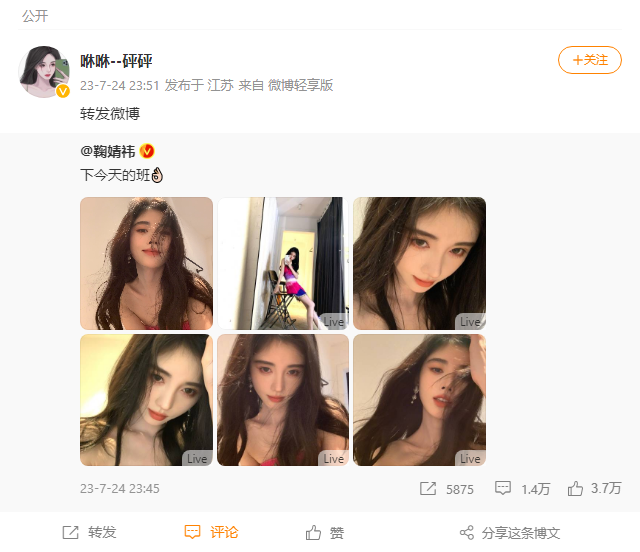 公开
咻咻--砰砰
+关注
23-7-24 23:51 发布于 江苏 来自 微博轻享版
转发微博
@鞠婧祎
下今天的班👌🏻
Live
Live
Live
Live
Live
23-7-24 23:45
5875
1.4万
3.7万
转发
评论
赞
分享这条博文